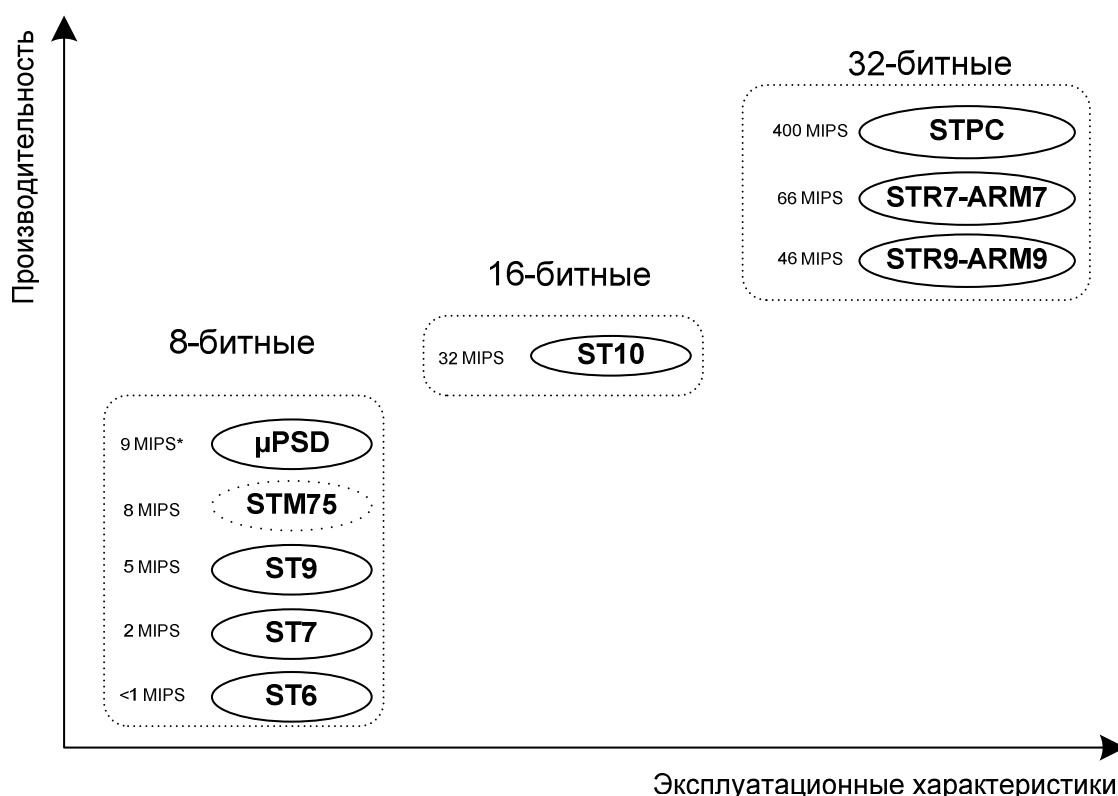 Производительность
32-битные
400 MIPS STPC
66 MIPS STR7-ARM7
46 MIPS STR9-ARM9
16-битные
32 MIPS ST10
8-битные
9 MIPS* µPSD
8 MIPS STM75
5 MIPS ST9
2 MIPS ST7
<1 MIPS ST6
Эксплуатационные характеристики